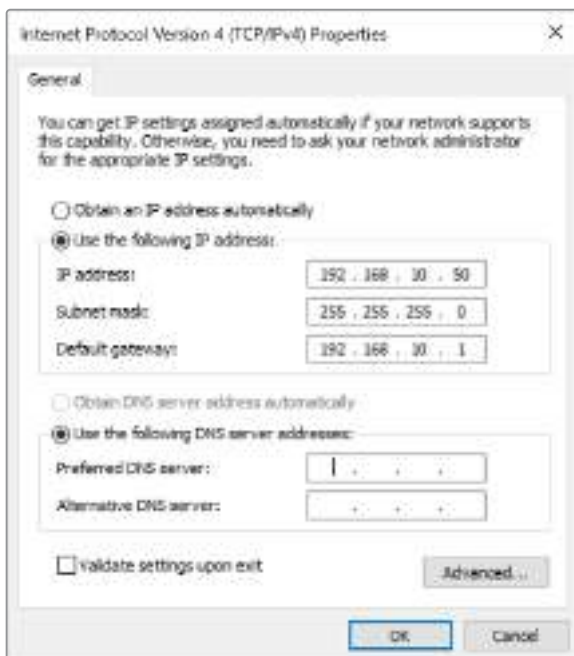 Internet Protocol Version 4 (TCP/IPv4) Properties
General
You can get IP settings assigned automatically if your network supports
this capability. Otherwise, you need to ask your network administrator
for the appropriate IP settings.
Obtain an IP address automatically
Use the following IP address:
IP address: 192 . 168 . 10 . 50
Subnet mask: 255 . 255 . 255 . 0
Default gateway: 192 . 168 . 10 . 1
Obtain DNS server address automatically
Use the following DNS server addresses:
Preferred DNS server: . . .
Alternative DNS server: . . .
Validate settings upon exit
Advanced...
OK
Cancel